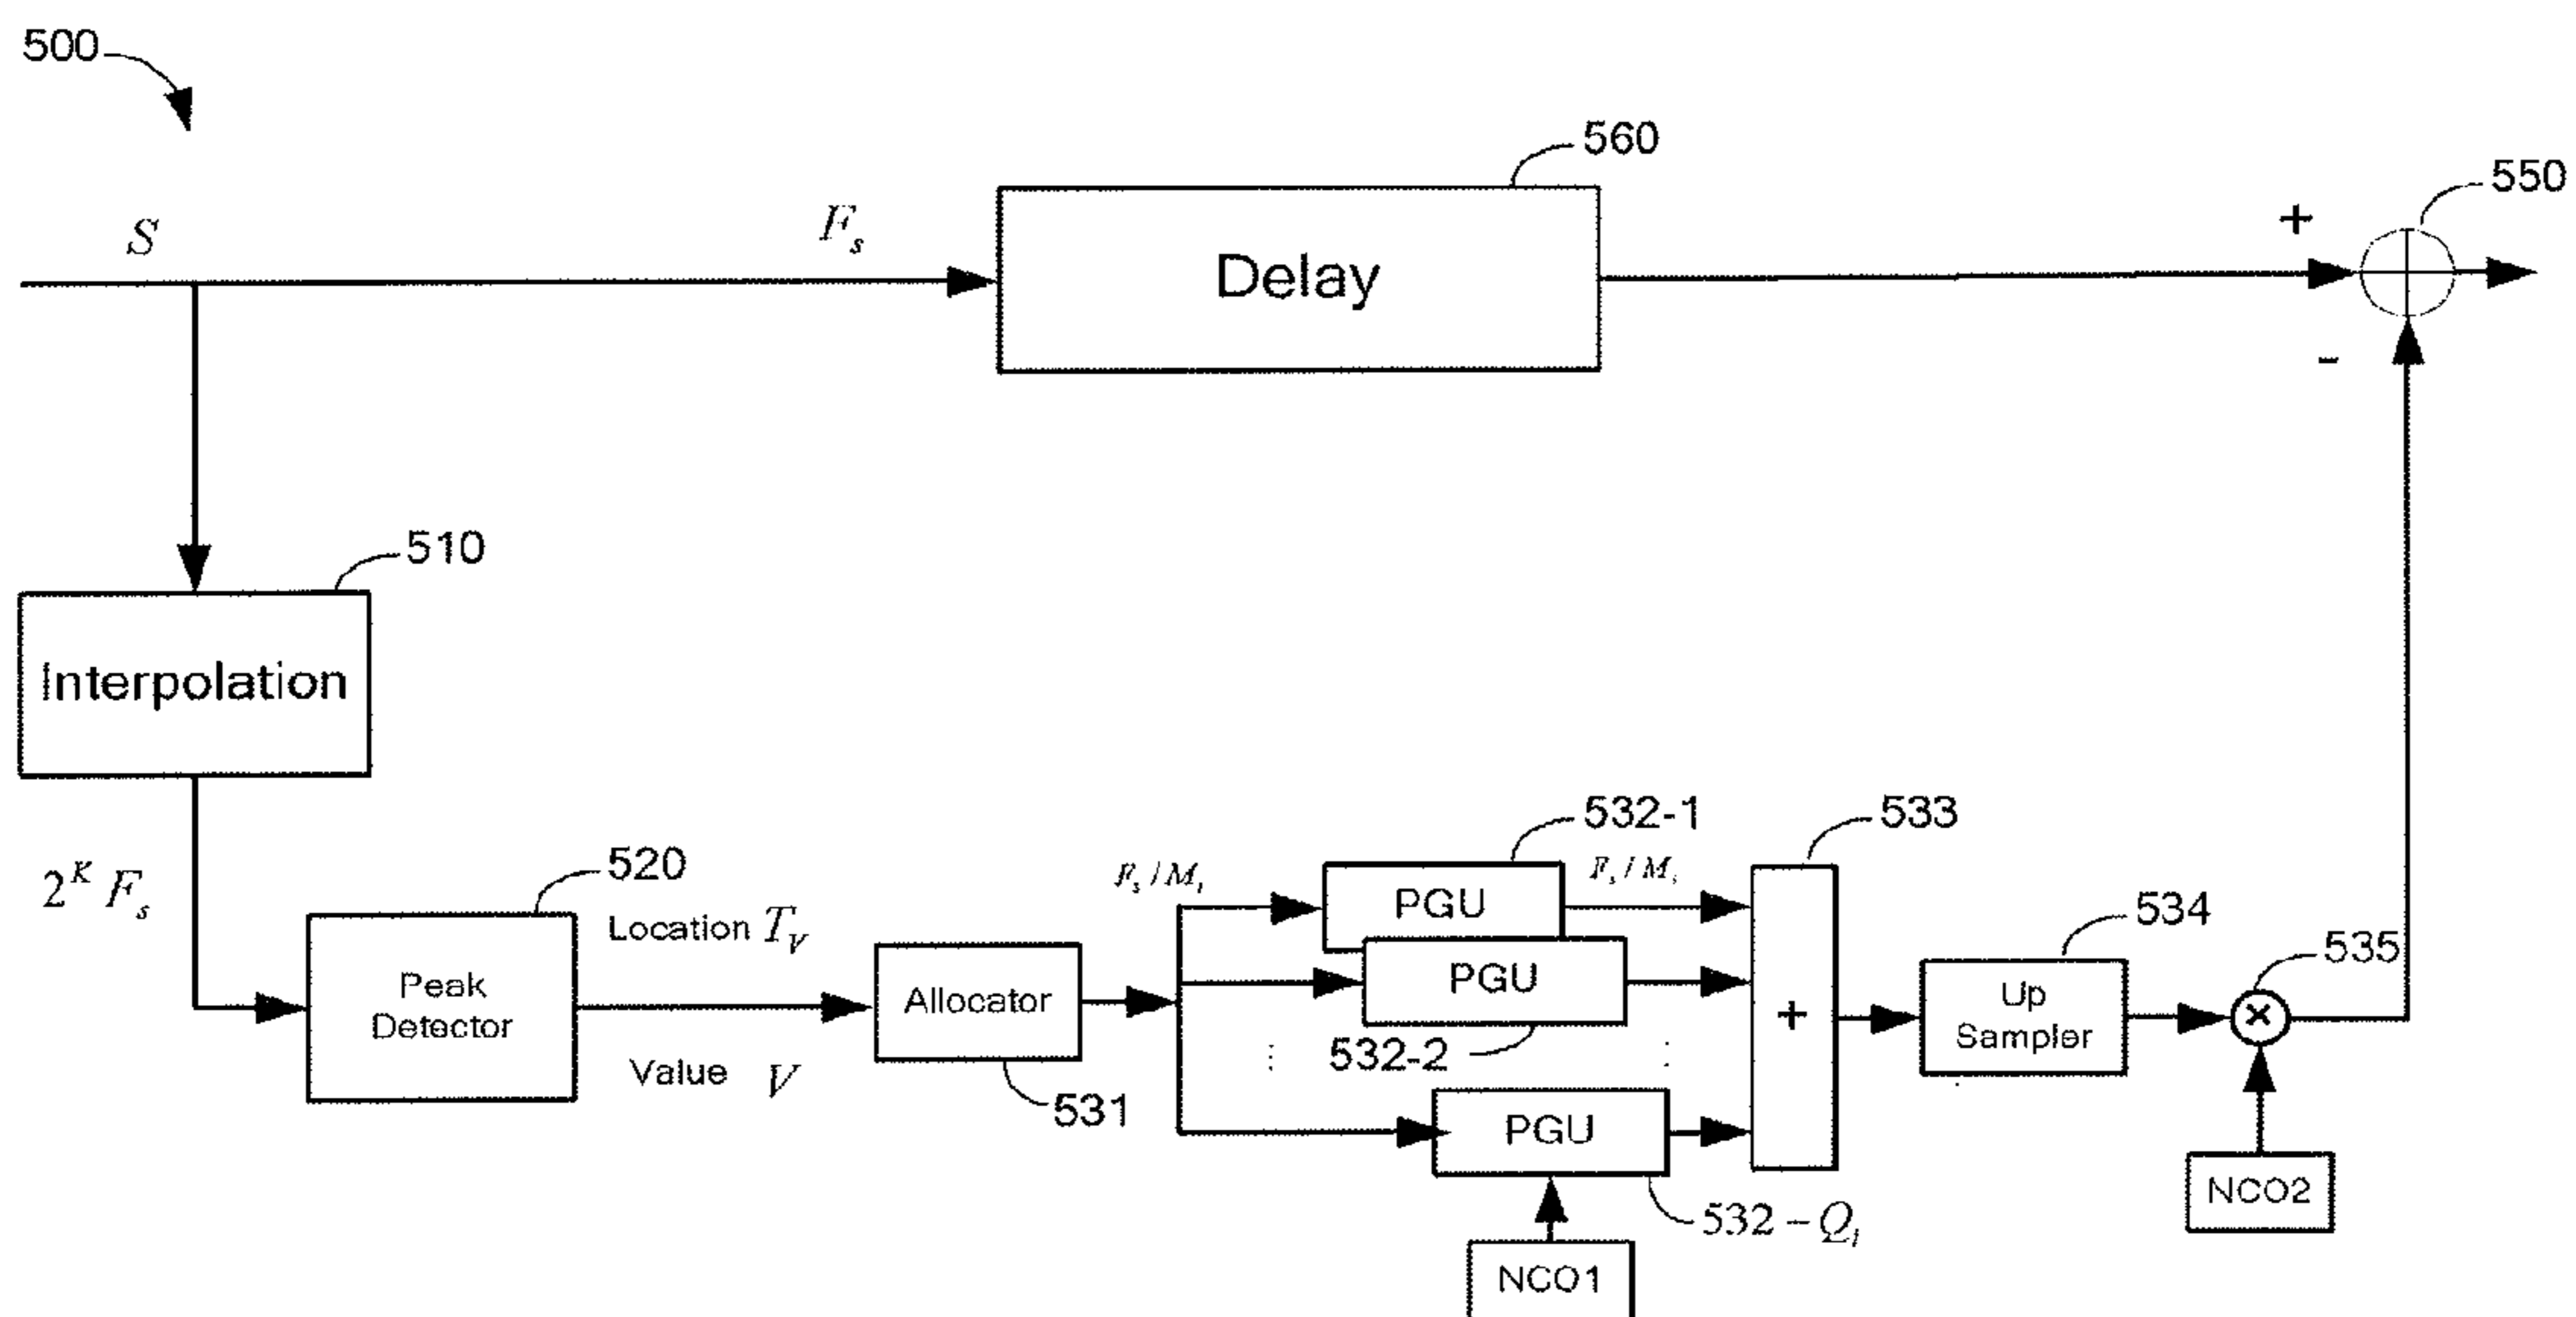 500
560
550
S
F_s
Delay
+
-
510
Interpolation
2^K F_s
520
Peak
Detector
Location T_V
Value V
Allocator
531
F_s / M_i
532-1
F_s / M_i
PGU
PGU
532-2
⋮
⋮
PGU
532 - Q_i
NCO1
533
+
534
Up
Sampler
535
×
NCO2